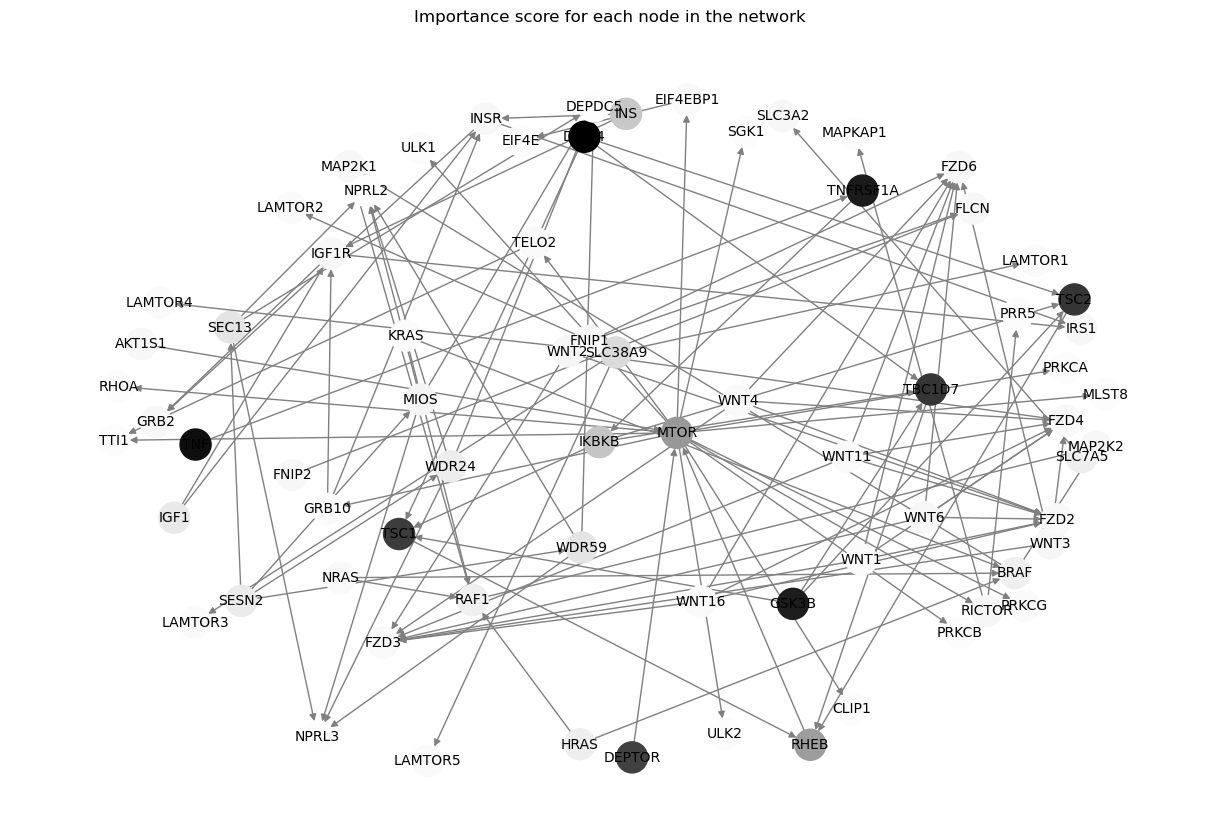 Importance score for each node in the network
EIF4EBP1
DEPDC5
INS
SLC3A2
INSR
SGK1
MAPKAP1
EIF4E
ULK1
MAP2K1
FZD6
NPRL2
TNFRSF1A
LAMTOR2
FLCN
TELO2
IGF1R
LAMTOR1
LAMTOR4
TSC2
PRR5
SEC13
IRS1
KRAS
AKT1S1
FNIP1
WNT2
SLC38A9
PRKCA
RHOA
TBC1D7
MLST8
MIOS
WNT4
GRB2
FZD4
MTOR
TTI1
TNF
IKBKB
MAP2K2
WNT11
SLC7A5
WDR24
FNIP2
GRB10
IGF1
WNT6
FZD2
TSC1
WNT3
WDR59
WNT1
BRAF
NRAS
SESN2
RAF1
WNT16
GSK3B
PRKCG
RICTOR
LAMTOR3
PRKCB
FZD3
CLIP1
NPRL3
ULK2
HRAS
RHEB
DEPTOR
LAMTOR5